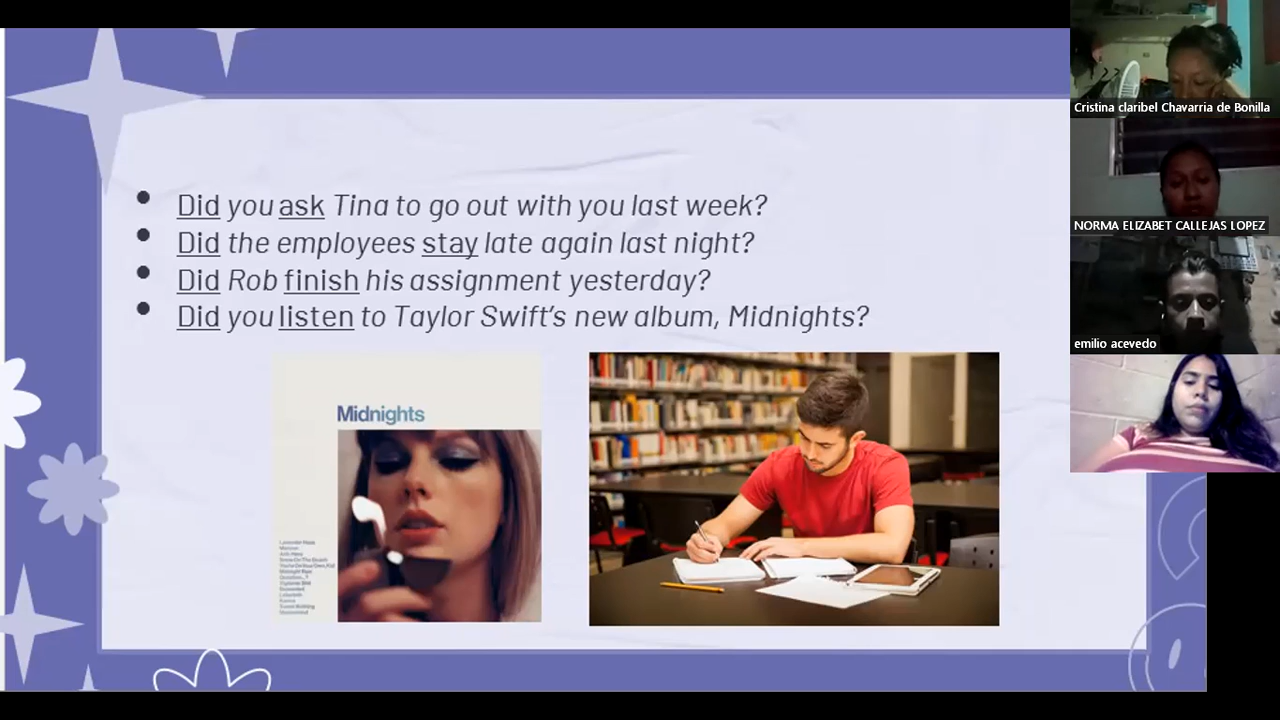 Did you ask Tina to go out with you last week?
Did the employees stay late again last night?
Did Rob finish his assignment yesterday?
Did you listen to Taylor Swift's new album, Midnights?
Midnights
Cristina claribel Chavarria de Bonilla
NORMA ELIZABET CALLEJAS LOPEZ
emilio acevedo